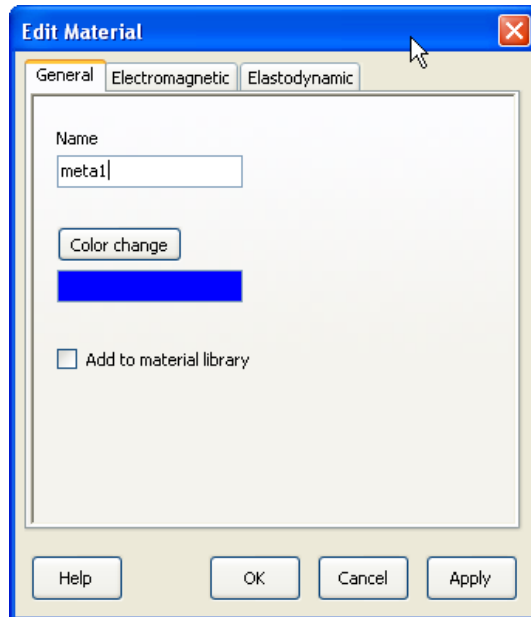 Edit Material
General Electromagnetic Elastodynamic
Name
meta1
Color change
Add to material library
Help OK Cancel Apply